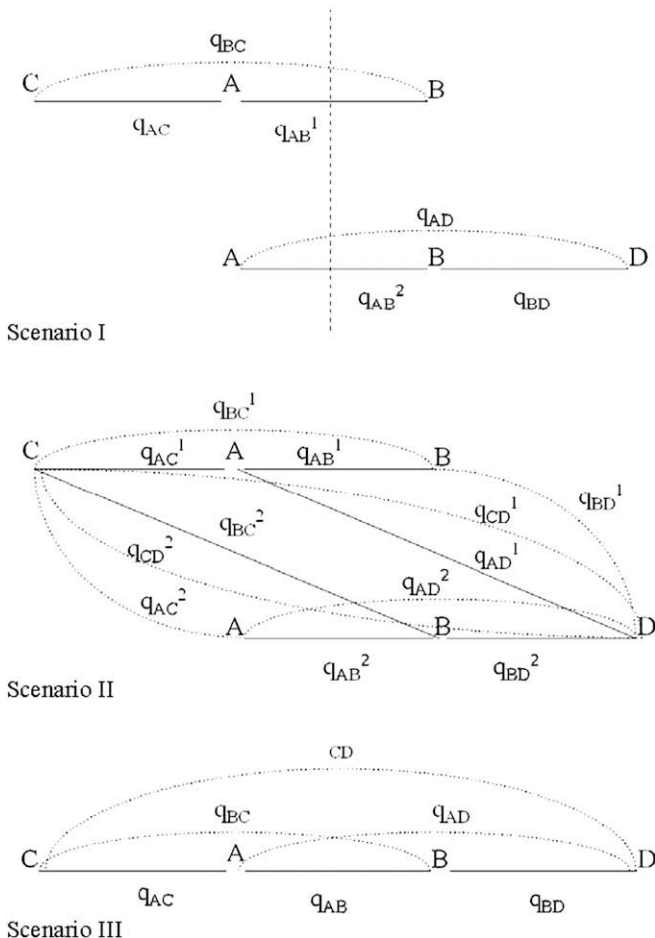 qBC
C A B
qAC qAB1
qAD
A B D
qAB2 qBD
Scenario I
qBC1
C qAC1 A qAB1 B
qBD1
qCD1
qBC2
qCD2 qAD1
qAD2
qAC2
A B D
qAB2 qBD2
Scenario II
CD
qBC qAD
C A B D
qAC qAB qBD
Scenario III